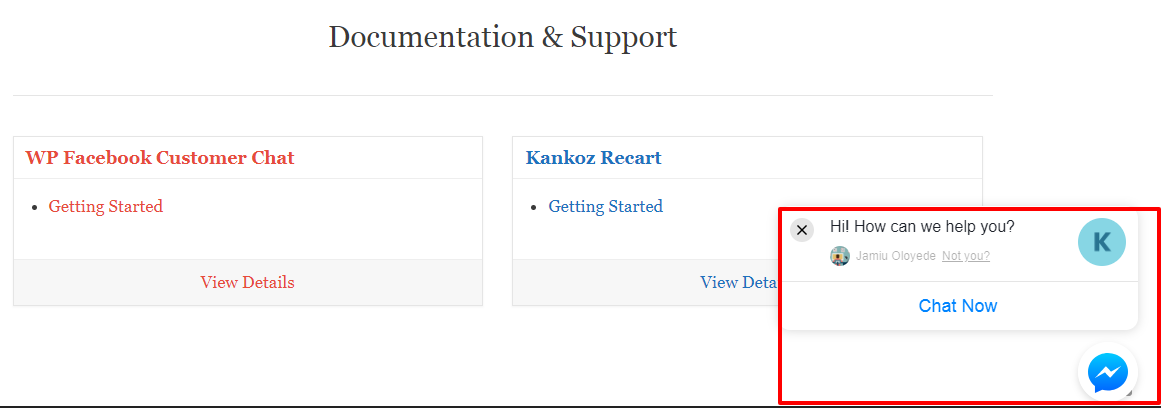 Documentation & Support
WP Facebook Customer Chat
Getting Started
View Details
Kankoz Recart
Getting Started
View Deta
Hi! How can we help you?
Jamiu Oloyede Not you?
K
Chat Now